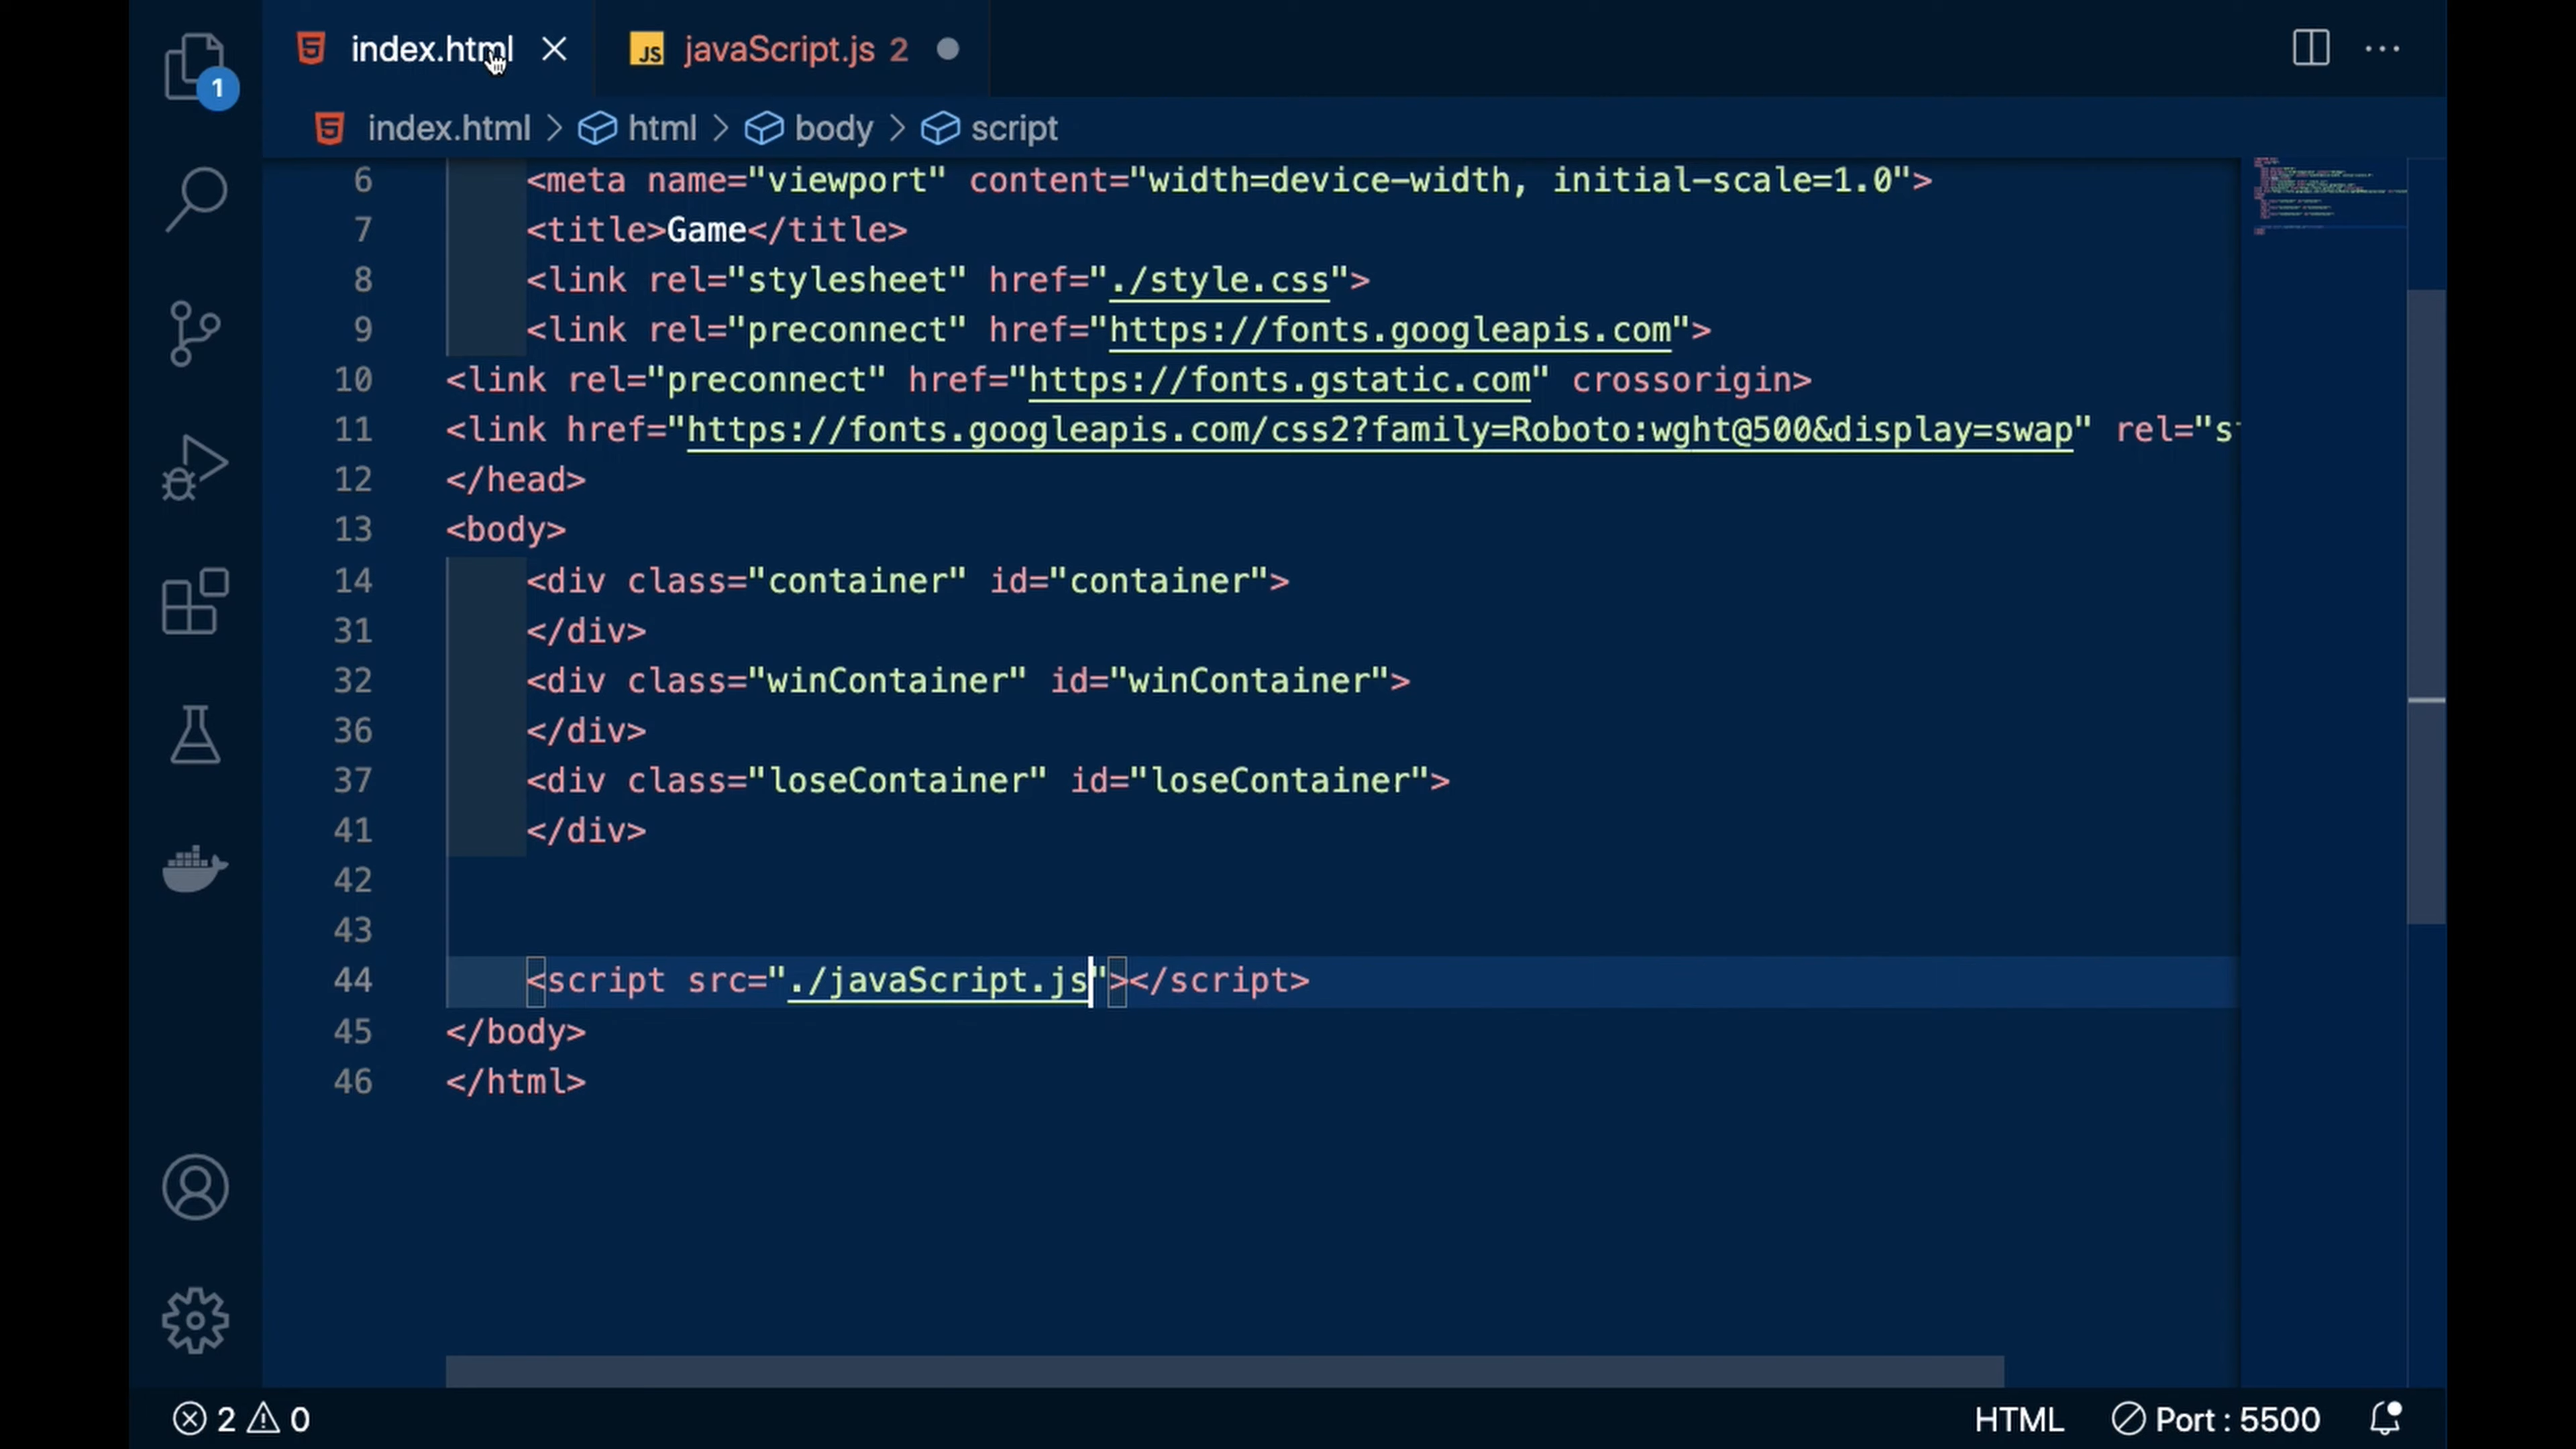 index.html
JS javaScript.js 2
1
index.html > html > body > script
6 <meta name="viewport" content="width=device-width, initial-scale=1.0">
7 <title>Game</title>
8 <link rel="stylesheet" href="./style.css">
9 <link rel="preconnect" href="https://fonts.googleapis.com">
10 <link rel="preconnect" href="https://fonts.gstatic.com" crossorigin>
11 <link href="https://fonts.googleapis.com/css2?family=Roboto:wght@500&display=swap" rel="s
12 </head>
13 <body>
14 <div class="container" id="container">
31 </div>
32 <div class="winContainer" id="winContainer">
36 </div>
37 <div class="loseContainer" id="loseContainer">
41 </div>
42
43
44 <script src="./javaScript.js"></script>
45 </body>
46 </html>
2 0
HTML
Port : 5500